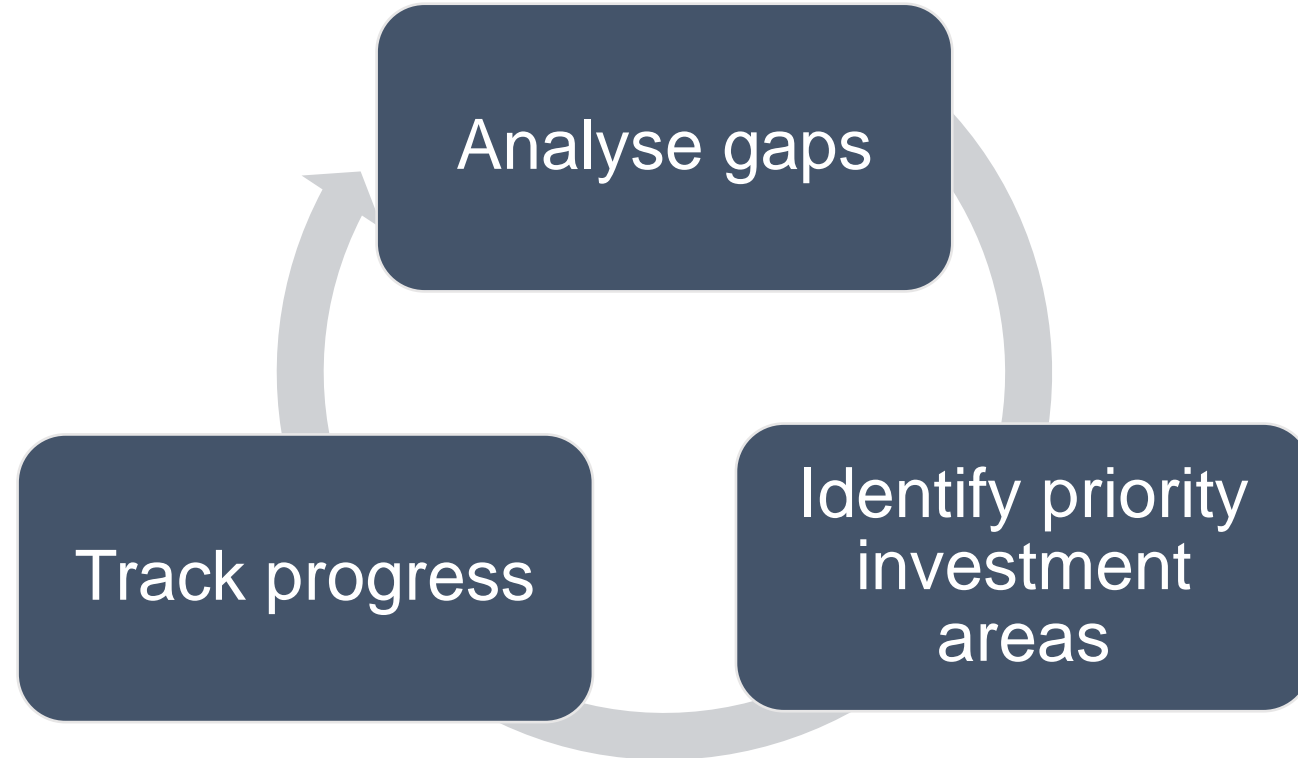 Analyse gaps
Identify priority
investment
areas
Track progress